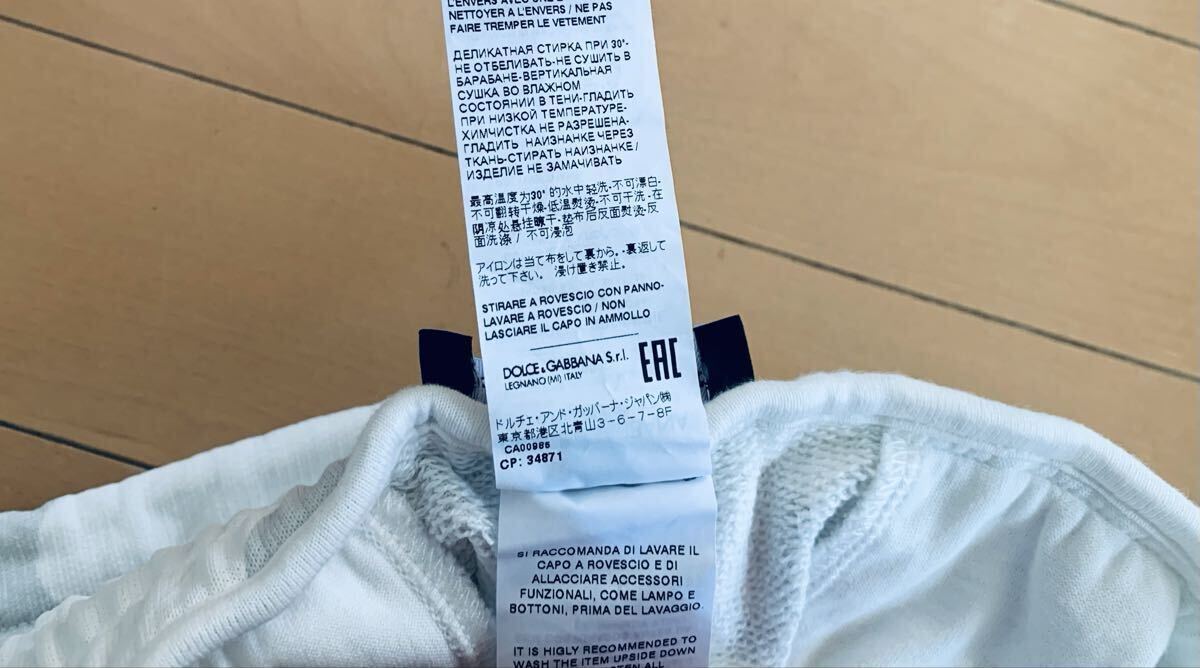 NETTOYER A L'ENVERS / NE PAS
FAIRE TREMPER LE VETEMENT
ДЕЛИКАТНАЯ СТИРКА ПРИ 30°-
НЕ ОТБЕЛИВАТЬ-НЕ СУШИТЬ В
БАРАБАНЕ-ВЕРТИКАЛЬНАЯ
СУШКА ВО ВЛАЖНОМ
СОСТОЯНИИ В ТЕНИ-ГЛАДИТЬ
ПРИ НИЗКОЙ ТЕМПЕРАТУРЕ-
ХИМЧИСТКА НЕ РАЗРЕШЕНА-
ГЛАДИТЬ НАИЗНАНКЕ ЧЕРЕЗ
ТКАНЬ-СТИРАТЬ НАИЗНАНКЕ /
ИЗДЕЛИЕ НЕ ЗАМАЧИВАТЬ
最高温度为30°的水中轻洗-不可漂白-
不可翻转干燥-低温熨烫-不可干洗-在
阴凉处悬挂晾干-垫布后反面熨烫-反
面洗涤 / 不可浸泡
アイロンは当て布をして裏から。-裏返して
洗って下さい。 浸け置き禁止。
STIRARE A ROVESCIO CON PANNO-
LAVARE A ROVESCIO / NON
LASCIARE IL CAPO IN AMMOLLO
DOLCE & GABBANA S.r.l.
LEGNANO (MI) ITALY
EAC
ドルチェ・アンド・ガッバーナ・ジャパン㈱
東京都港区北青山3-6-7-8F
CA00985
CP: 34871
SI RACCOMANDA DI LAVARE IL
CAPO A ROVESCIO E DI
ALLACCIARE ACCESSORI
FUNZIONALI, COME LAMPO E
BOTTONI, PRIMA DEL LAVAGGIO.
IT IS HIGLY RECOMMENDED TO
WASH THE ITEM UPSIDE DOWN